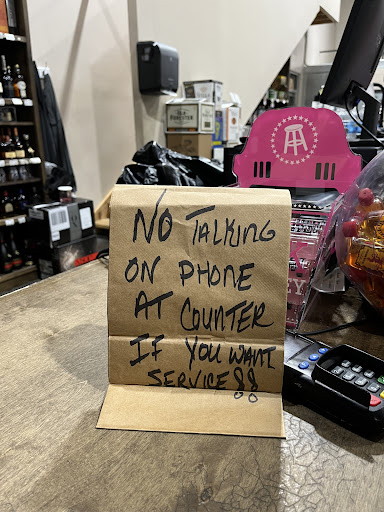 NO TALKING
ON PHONE
AT COUNTER
IF YOU WANT
SERVICE!!